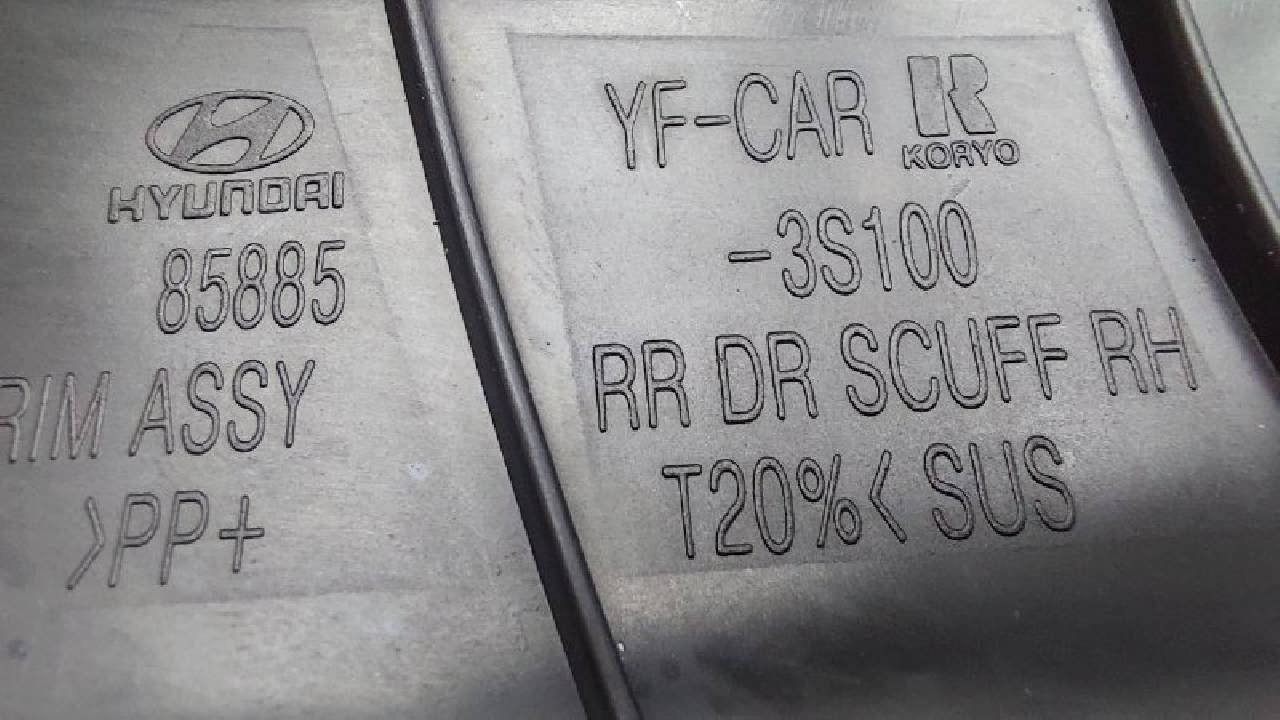 HYUNDAI YF-CAR KORYO
85885 -3S100
RIM ASSY RR DR SCUFF RH
>PP+ T20%< SUS